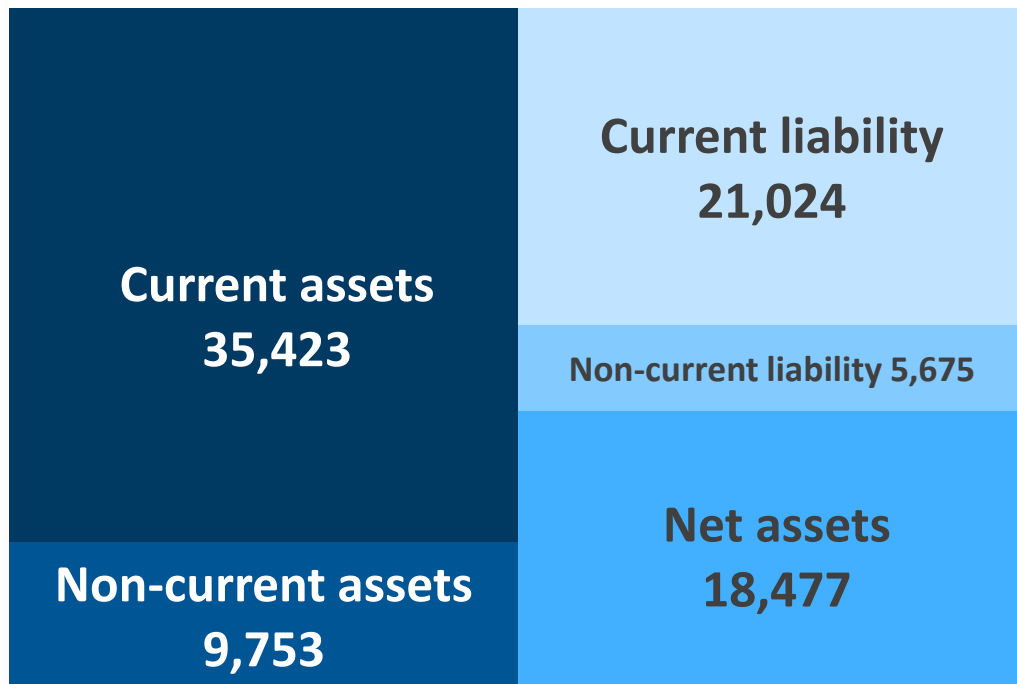 Current assets
35,423
Non-current assets
9,753
Current liability
21,024
Non-current liability 5,675
Net assets
18,477